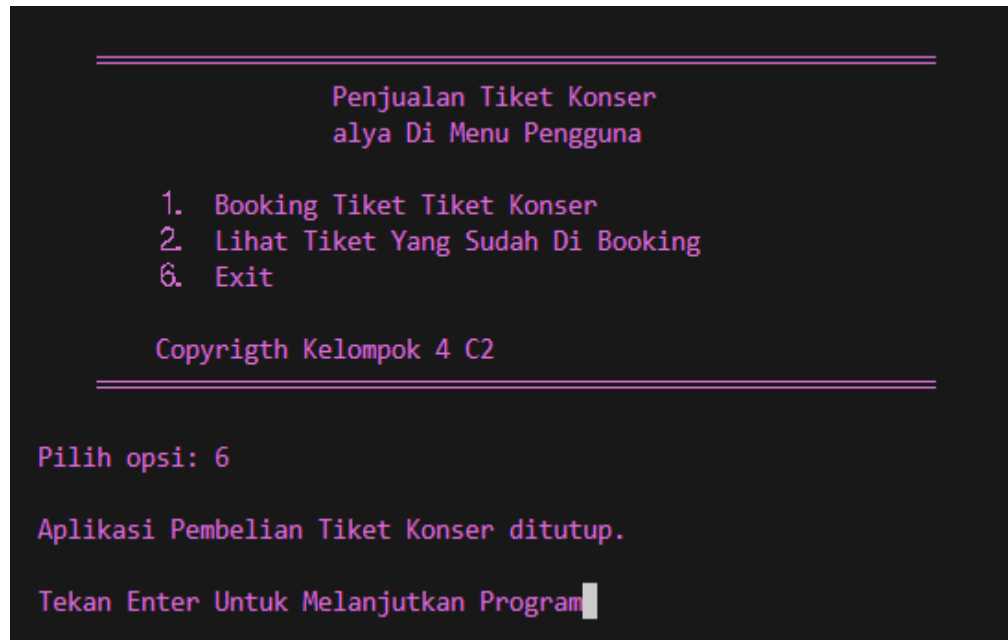 Penjualan Tiket Konser
alya Di Menu Pengguna
1. Booking Tiket Tiket Konser
2. Lihat Tiket Yang Sudah Di Booking
6. Exit
Copyrigth Kelompok 4 C2
Pilih opsi: 6
Aplikasi Pembelian Tiket Konser ditutup.
Tekan Enter Untuk Melanjutkan Program